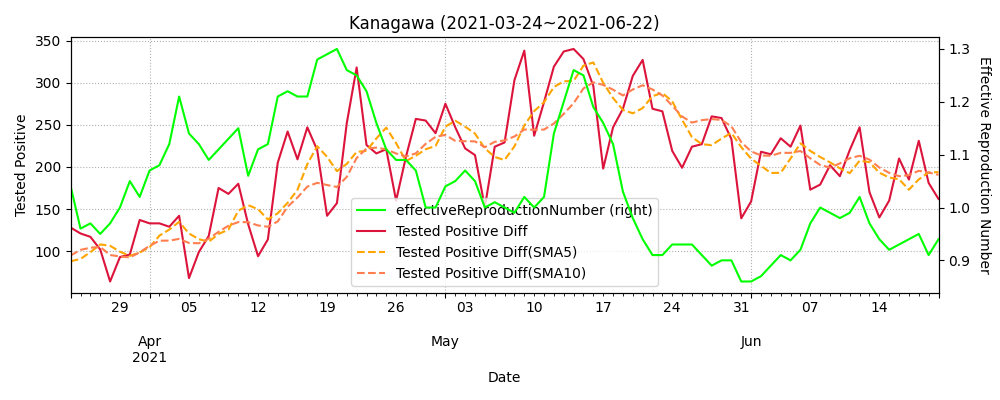 Kanagawa (2021-03-24~2021-06-22)
Tested Positive
350
300
250
200
150
100
1.3
1.2
1.1
1.0
0.9
Effective Reproduction Number
effectiveReproductionNumber (right)
Tested Positive Diff
Tested Positive Diff(SMA5)
Tested Positive Diff(SMA10)
29 05 12 19 26 03 10 17 24 31 07 14
Apr May Jun
2021
Date